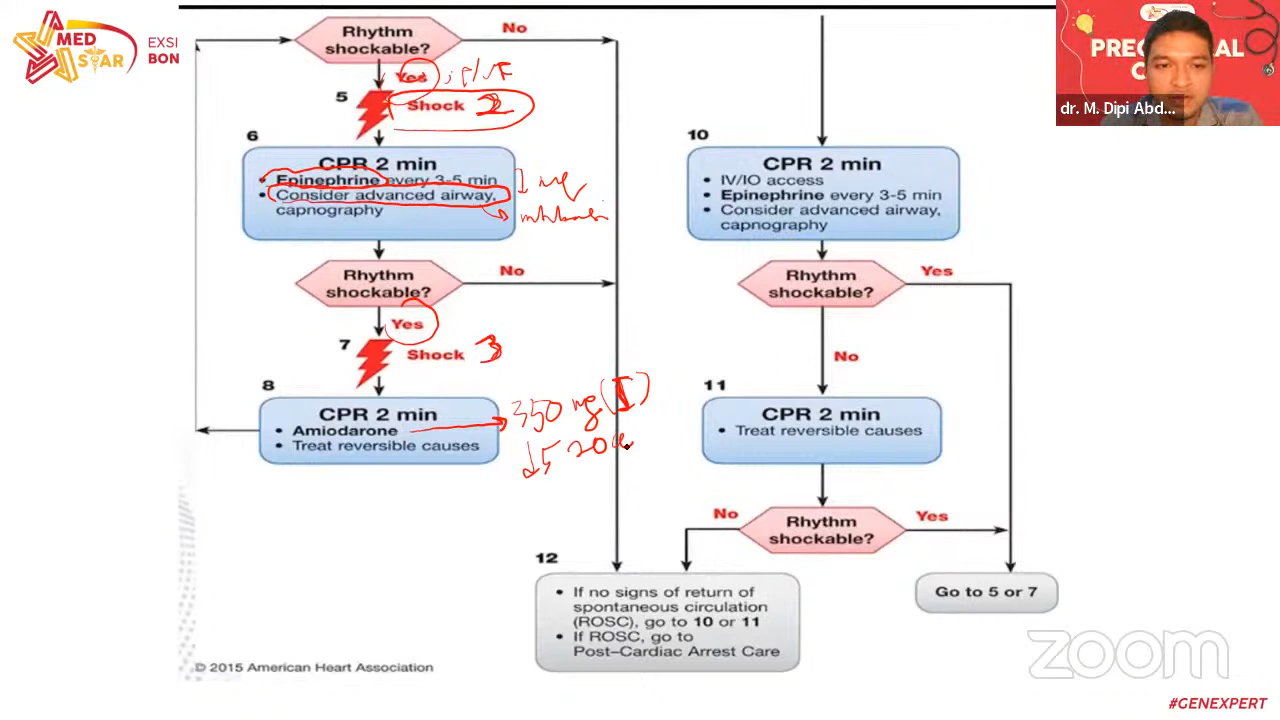 MED
STAR
EXSI
BON
Rhythm
shockable?
No
Yes
5
Shock 2
6
CPR 2 min
• Epinephrine every 3-5 min
• Consider advanced airway,
capnography
1 mg
Rhythm
shockable?
No
Yes
7
Shock 3
8
CPR 2 min
• Amiodarone
• Treat reversible causes
350 mg (I)
d5 20
10
CPR 2 min
• IV/IO access
• Epinephrine every 3-5 min
• Consider advanced airway,
capnography
Rhythm
shockable?
Yes
No
11
CPR 2 min
• Treat reversible causes
No
Rhythm
shockable?
Yes
12
• If no signs of return of
spontaneous circulation
(ROSC), go to 10 or 11
• If ROSC, go to
Post–Cardiac Arrest Care
Go to 5 or 7
© 2015 American Heart Association
dr. M. Dipi Abd...
zoom
#GENEXPERT